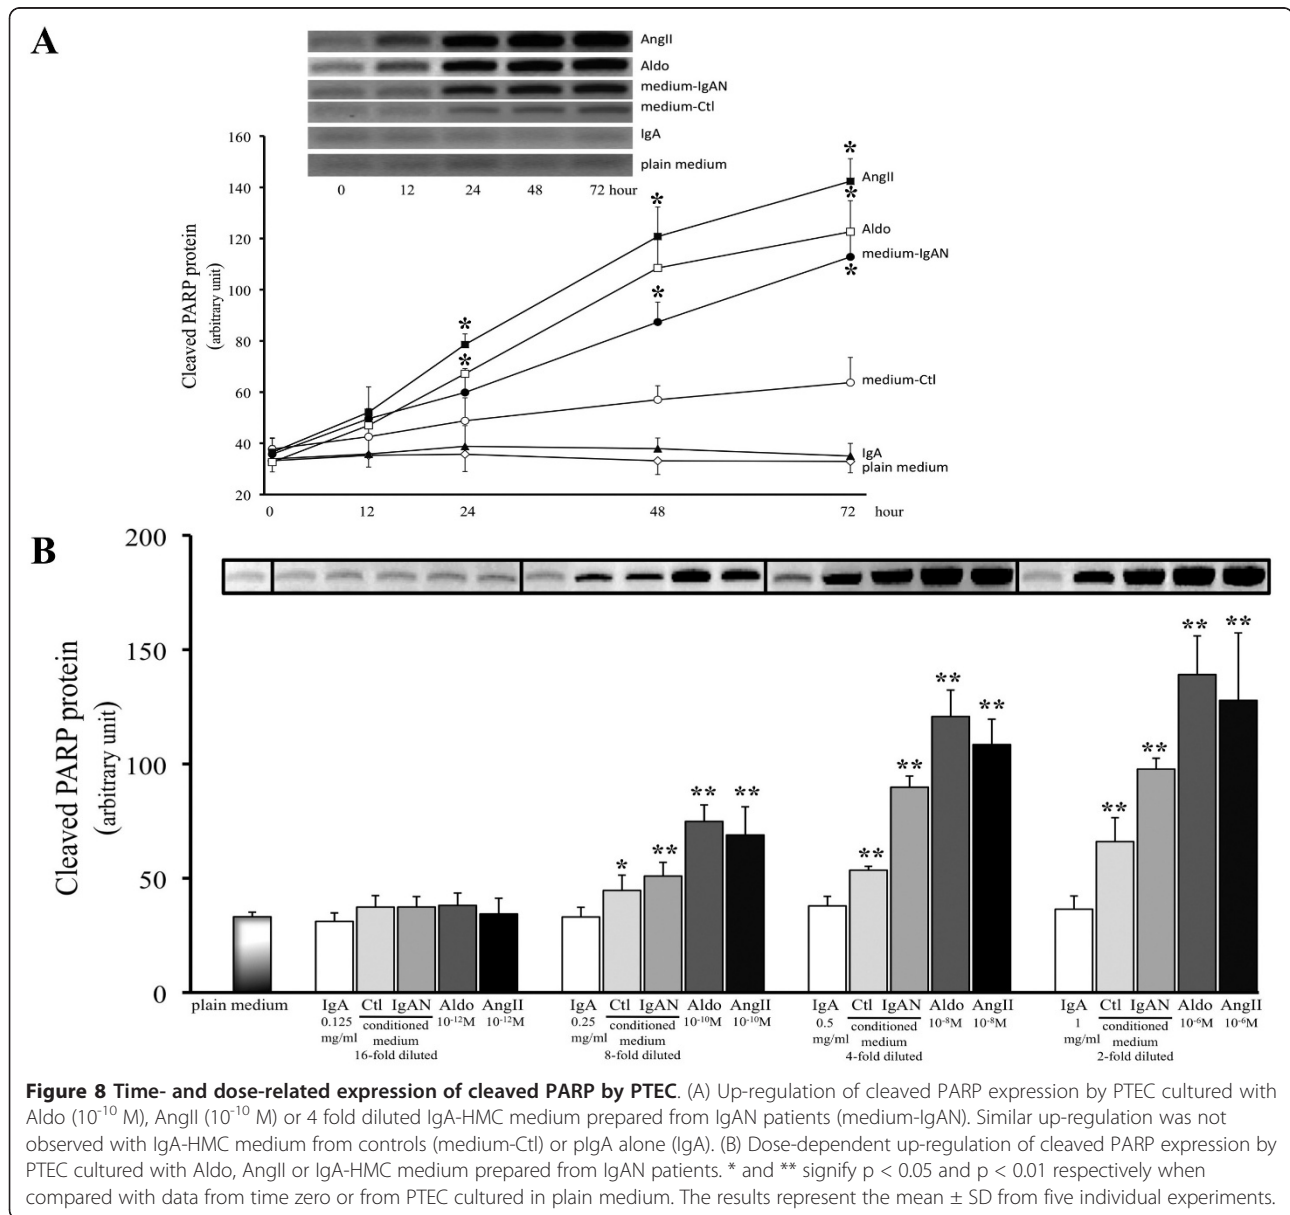 A
AngII
Aldo
medium-IgAN
medium-Ctl
IgA
plain medium
0 12 24 48 72 hour
Cleaved PARP protein
(arbitrary unit)
160
140
120
100
80
60
40
20
* * * * * * *
AngII
Aldo
medium-IgAN
medium-Ctl
IgA
plain medium
0 12 24 48 72 hour
B
Cleaved PARP protein
(arbitrary unit)
200
150
100
50
0
* ** ** ** ** ** ** ** ** ** ** **
plain medium IgA Ctl IgAN Aldo AngII IgA Ctl IgAN Aldo AngII IgA Ctl IgAN Aldo AngII IgA Ctl IgAN Aldo AngII
0.125 mg/ml conditioned medium 10⁻¹²M 10⁻¹²M 0.25 mg/ml conditioned medium 10⁻¹⁰M 10⁻¹⁰M 0.5 mg/ml conditioned medium 10⁻⁸M 10⁻⁸M 1 mg/ml conditioned medium 10⁻⁶M 10⁻⁶M
16-fold diluted 8-fold diluted 4-fold diluted 2-fold diluted
Figure 8 Time- and dose-related expression of cleaved PARP by PTEC. (A) Up-regulation of cleaved PARP expression by PTEC cultured with
Aldo (10⁻¹⁰ M), AngII (10⁻¹⁰ M) or 4 fold diluted IgA-HMC medium prepared from IgAN patients (medium-IgAN). Similar up-regulation was not
observed with IgA-HMC medium from controls (medium-Ctl) or pIgA alone (IgA). (B) Dose-dependent up-regulation of cleaved PARP expression by
PTEC cultured with Aldo, AngII or IgA-HMC medium prepared from IgAN patients. * and ** signify p < 0.05 and p < 0.01 respectively when
compared with data from time zero or from PTEC cultured in plain medium. The results represent the mean ± SD from five individual experiments.